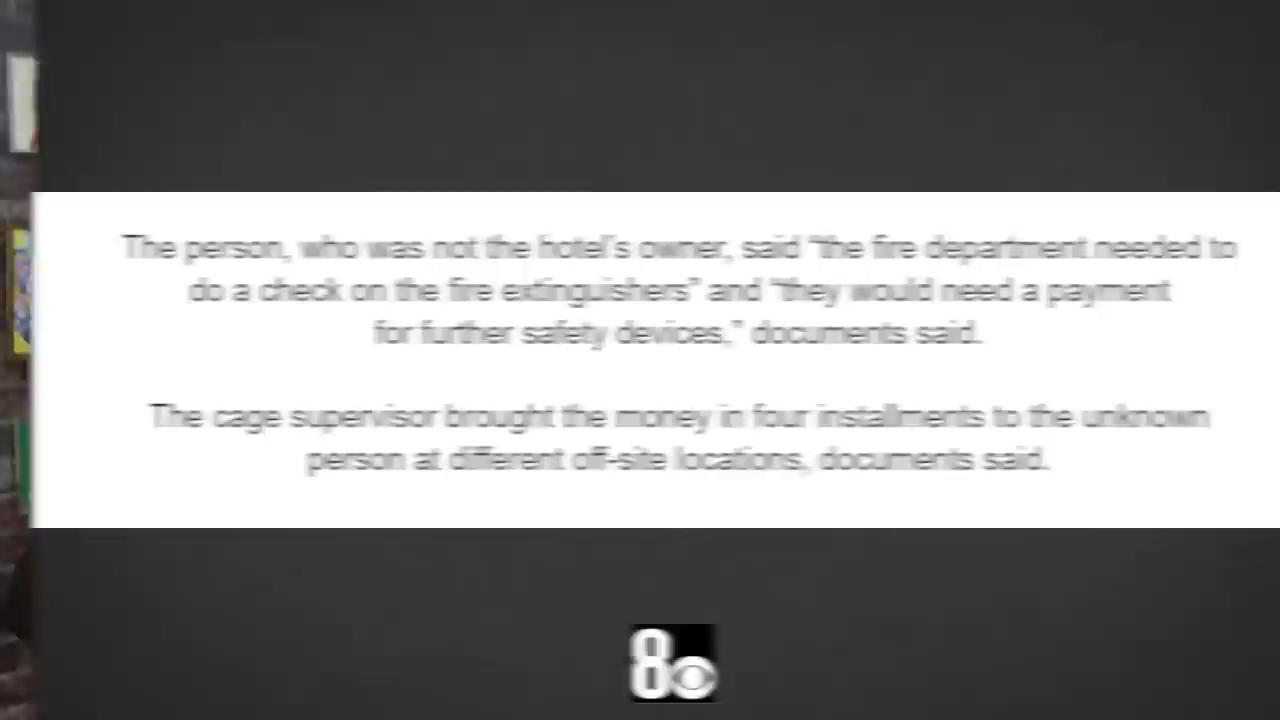 The person, who was not the hotel's owner, said "the fire department needed to
do a check on the fire extinguishers" and "they would need a payment
for further safety devices," documents said.
The cage supervisor brought the money in four installments to the unknown
person at different off-site locations, documents said.
8